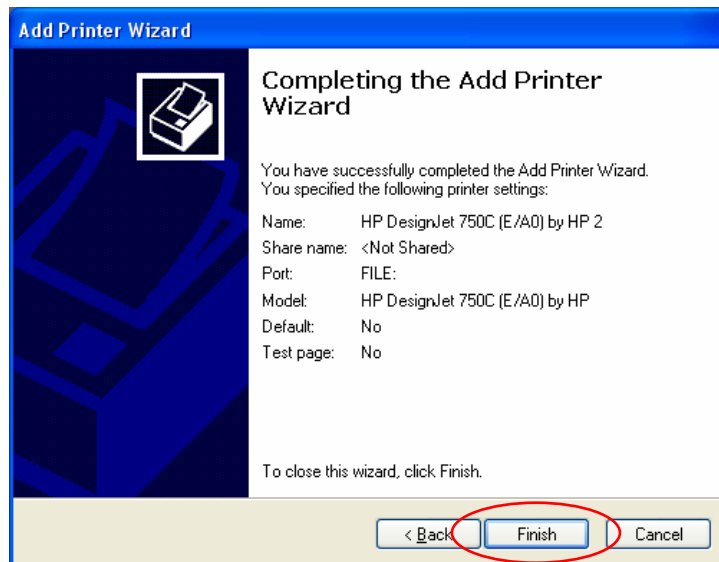 Add Printer Wizard
Completing the Add Printer
Wizard
You have successfully completed the Add Printer Wizard.
You specified the following printer settings:
Name: HP DesignJet 750C (E/A0) by HP 2
Share name: <Not Shared>
Port: FILE:
Model: HP DesignJet 750C (E/A0) by HP
Default: No
Test page: No
To close this wizard, click Finish.
< Back Finish Cancel